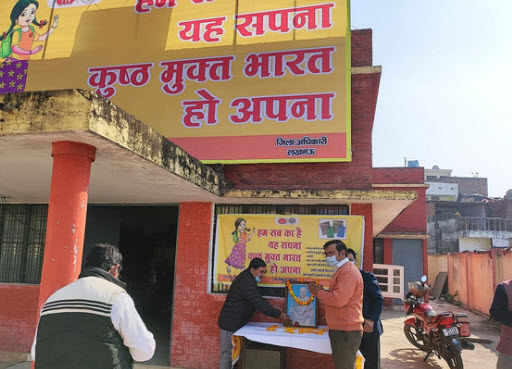 हम सब का है
यह सपना
कुष्ठ मुक्त भारत
हो अपना
जिलाधिकारी
लखनऊ
हम सब का है
यह सपना
कुष्ठ मुक्त भारत
हो अपना